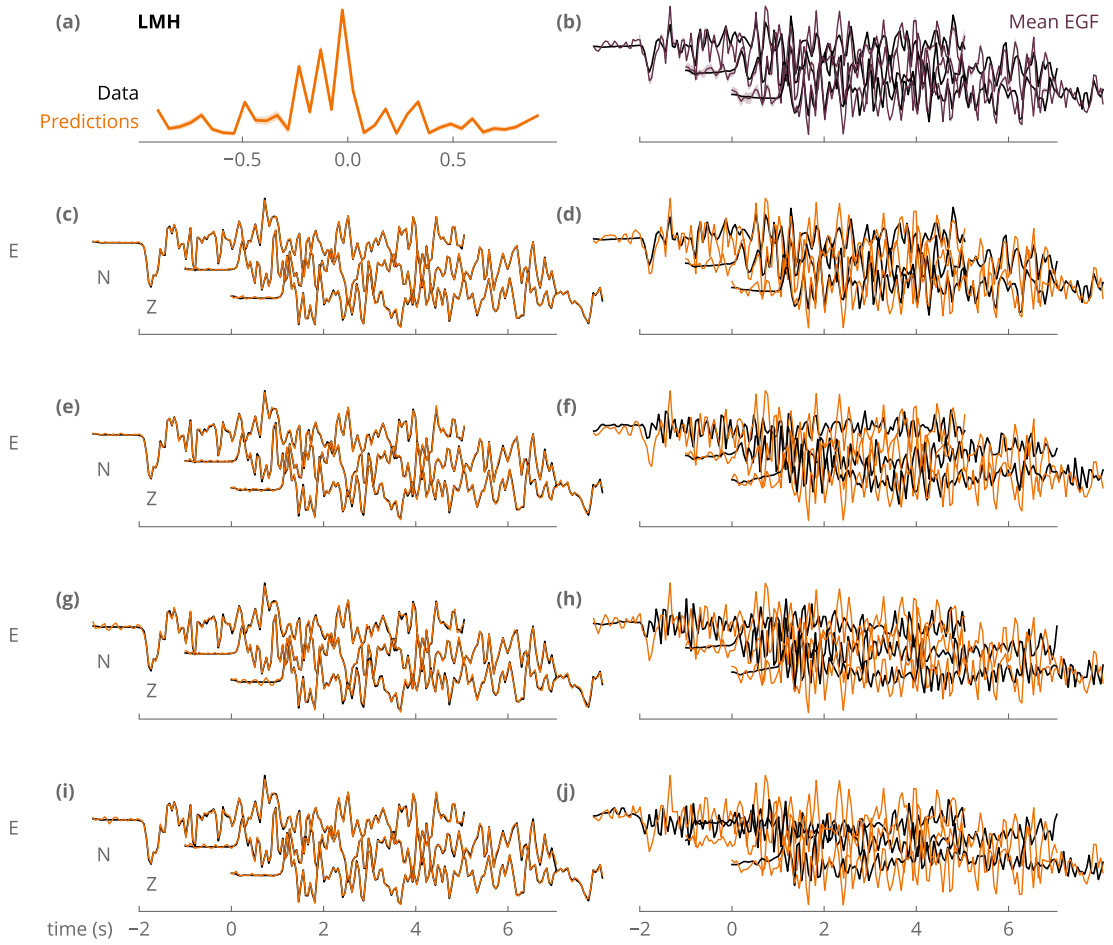 (a) LMH
(b) Mean EGF
Data
Predictions
−0.5 0.0 0.5
(c) (d)
E
N
Z
(e) (f)
E
N
Z
(g) (h)
E
N
Z
(i) (j)
E
N
Z
time (s) −2 0 2 4 6 −2 0 2 4 6